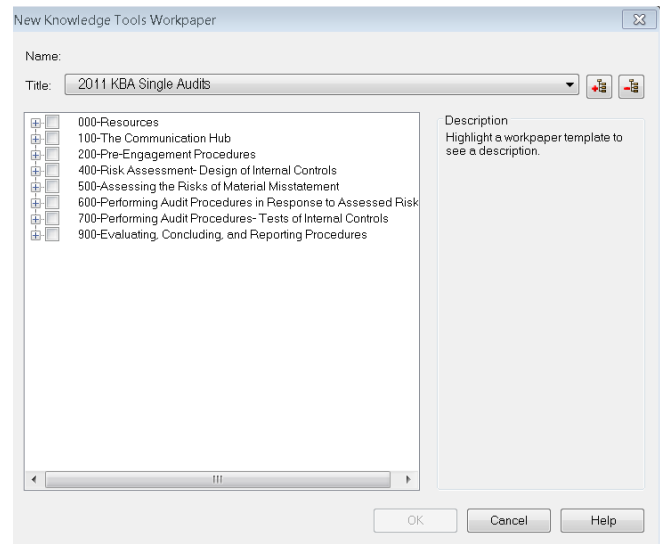 New Knowledge Tools Workpaper
Name:
Title: 2011 KBA Single Audits
000-Resources
100-The Communication Hub
200-Pre-Engagement Procedures
400-Risk Assessment- Design of Internal Controls
500-Assessing the Risks of Material Misstatement
600-Performing Audit Procedures in Response to Assessed Risk
700-Performing Audit Procedures- Tests of Internal Controls
900-Evaluating, Concluding, and Reporting Procedures
Description
Highlight a workpaper template to
see a description.
OK Cancel Help